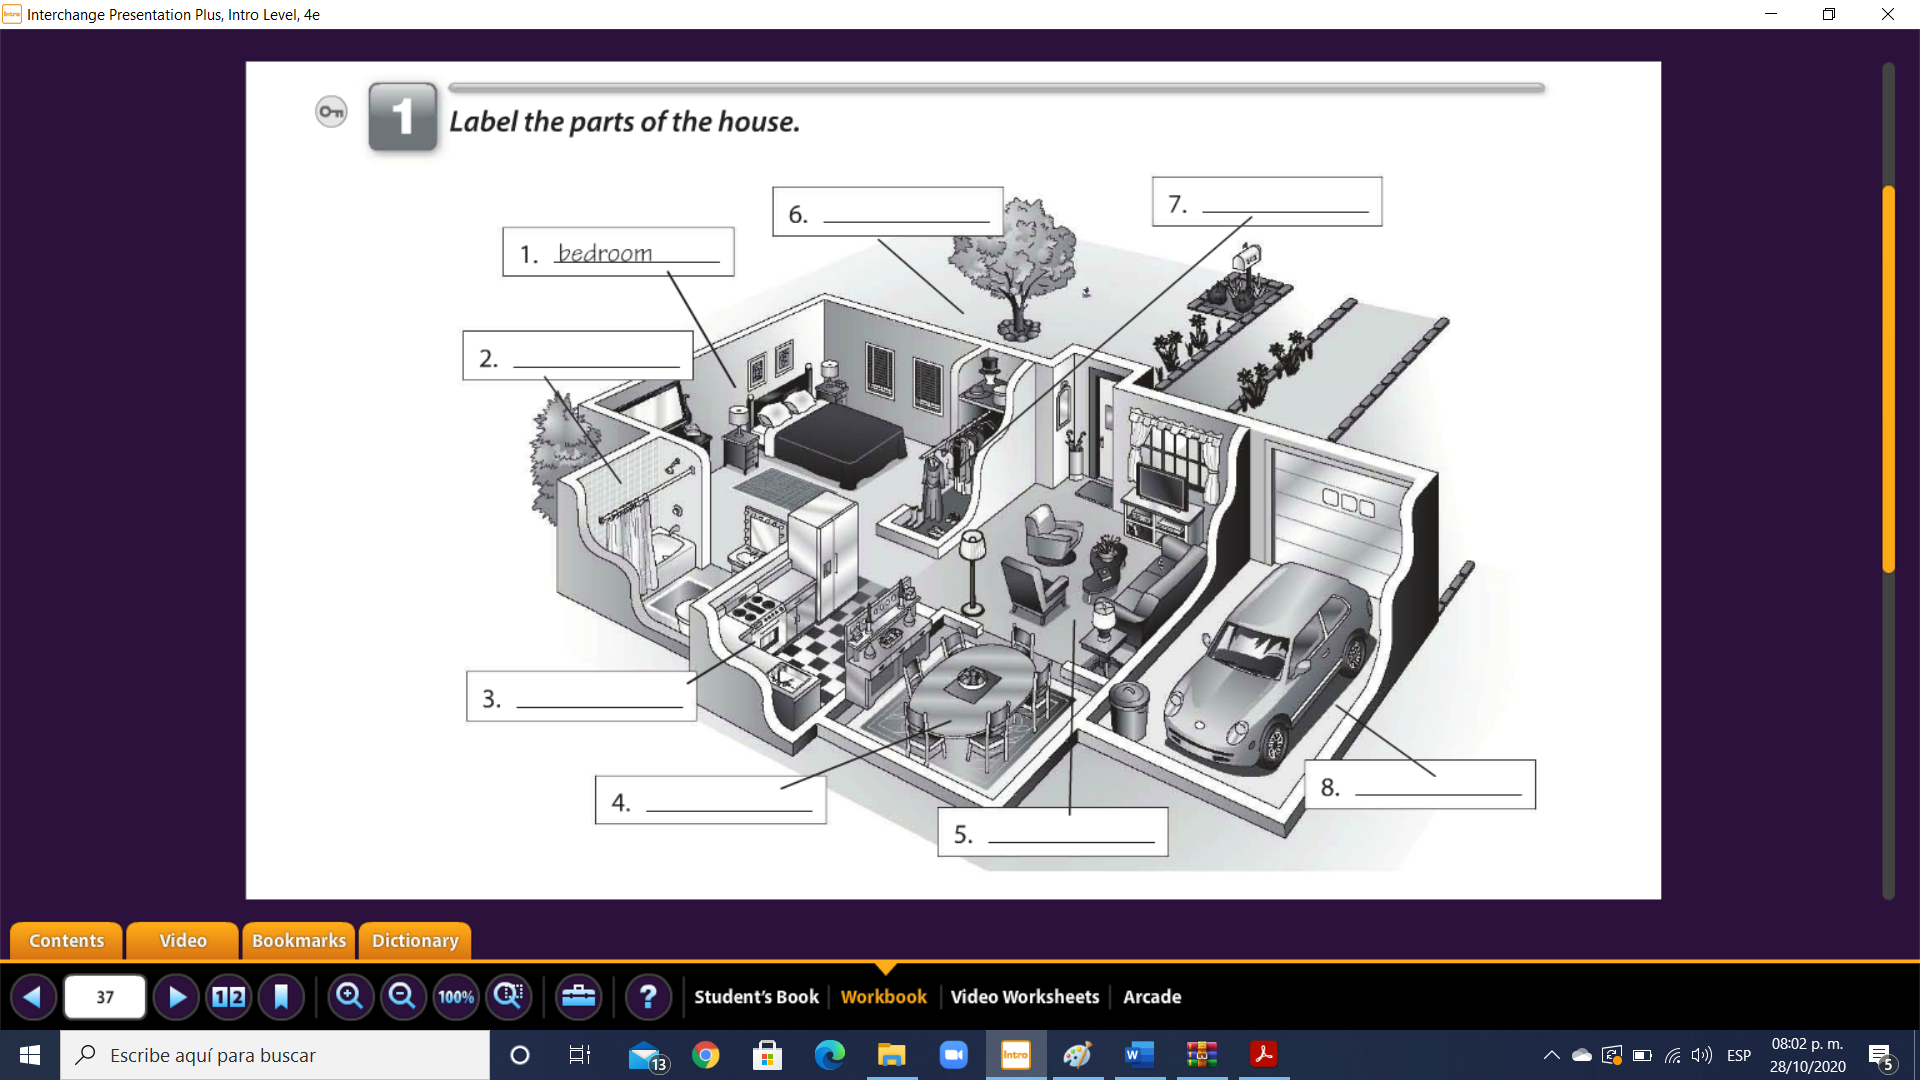 Interchange Presentation Plus, Intro Level, 4e
1 Label the parts of the house.
1. bedroom
2.
3.
4.
5.
6.
7.
8.
Contents Video Bookmarks Dictionary
37 12 100% ? Student's Book Workbook Video Worksheets Arcade
Escribe aquí para buscar 13 Intro ESP 08:02 p. m.
28/10/2020 5